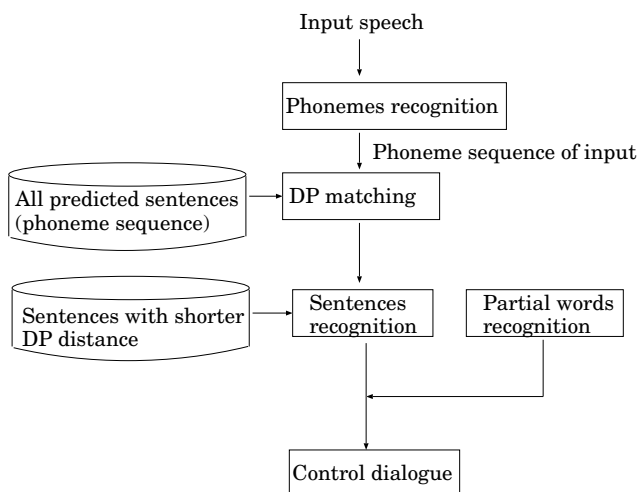 Input speech
Phonemes recognition
Phoneme sequence of input
All predicted sentences
(phoneme sequence)
DP matching
Sentences with shorter
DP distance
Sentences
recognition
Partial words
recognition
Control dialogue